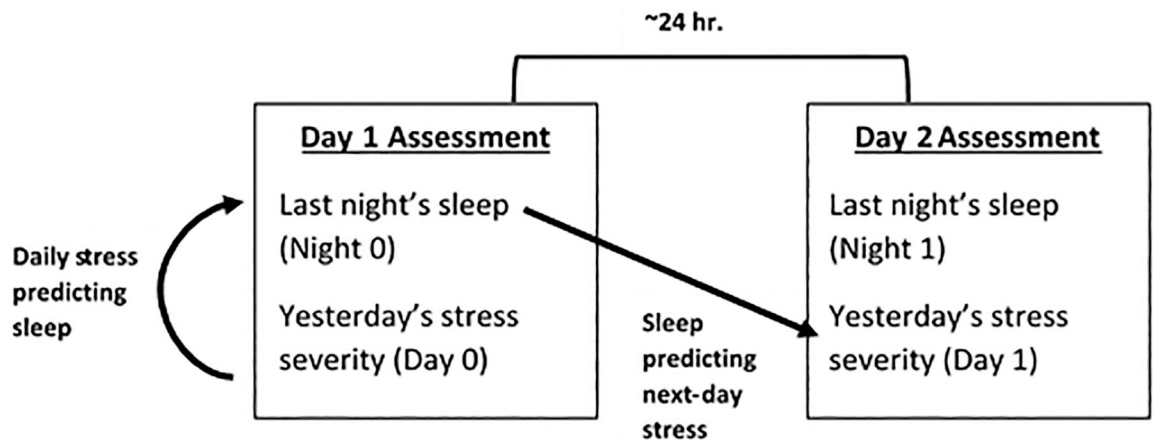 ~24 hr.
Day 1 Assessment
Last night's sleep
(Night 0)
Yesterday's stress
severity (Day 0)
Daily stress
predicting
sleep
Sleep
predicting
next-day
stress
Day 2 Assessment
Last night's sleep
(Night 1)
Yesterday's stress
severity (Day 1)